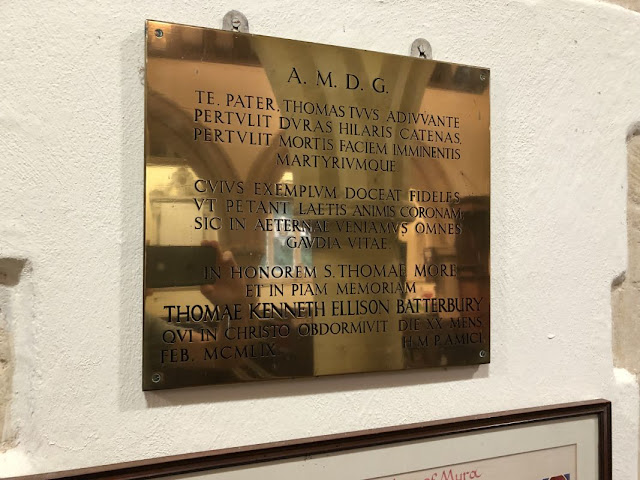 A. M. D. G.
TE, PATER, THOMAS TVVS ADIVVANTE
PERTVLIT DVRAS HILARIS CATENAS,
PERTVLIT MORTIS FACIEM IMMINENTIS
MARTYRIVMQVE
CVIVS EXEMPLVM DOCEAT FIDELES
VT PETANT LAETIS ANIMIS CORONAM,
SIC IN AETERNAE VENIAMVS OMNES
GAVDIA VITAE
IN HONOREM S. THOMAE MORE
ET IN PIAM MEMORIAM
THOMAE KENNETH ELLISON BATTERBURY
QVI IN CHRISTO OBDORMIVIT DIE XX MENS.
FEB. MCMLIX. H. M. P. AMICI.
of Myra